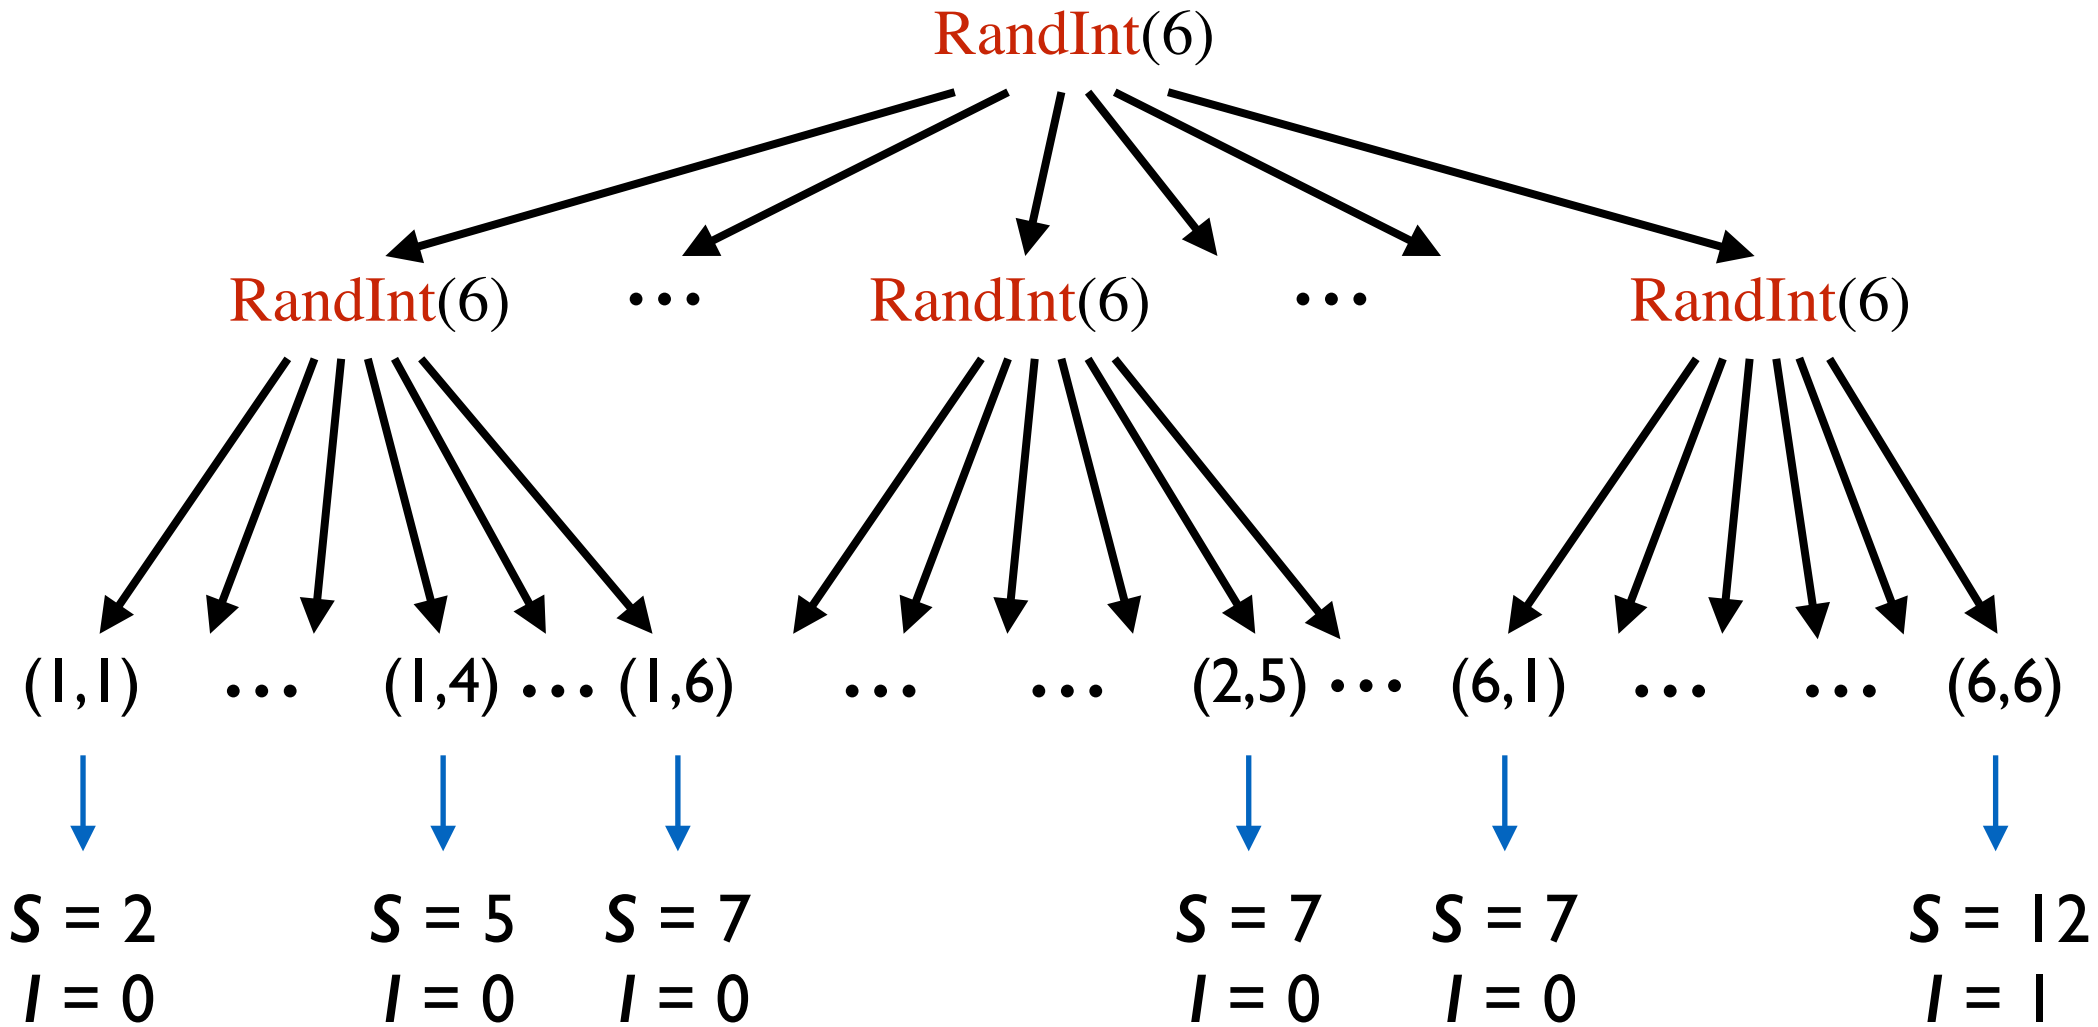 RandInt(6)
RandInt(6) ... RandInt(6) ... RandInt(6)
(1,1) ... (1,4) ... (1,6) ... ... (2,5) ... (6,1) ... ... (6,6)
S = 2 S = 5 S = 7 S = 7 S = 7 S = 12
I = 0 I = 0 I = 0 I = 0 I = 0 I = 1